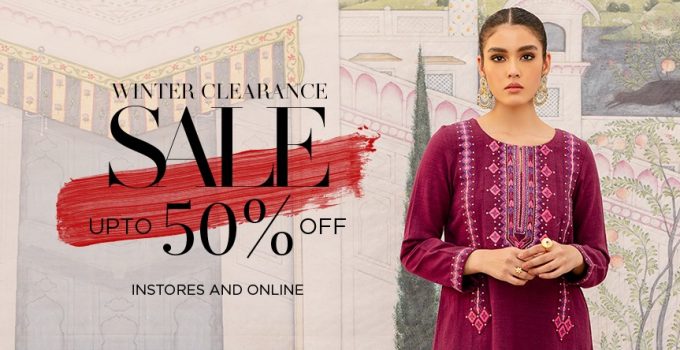 WINTER CLEARANCE
SALE
UPTO 50% OFF
INSTORES AND ONLINE